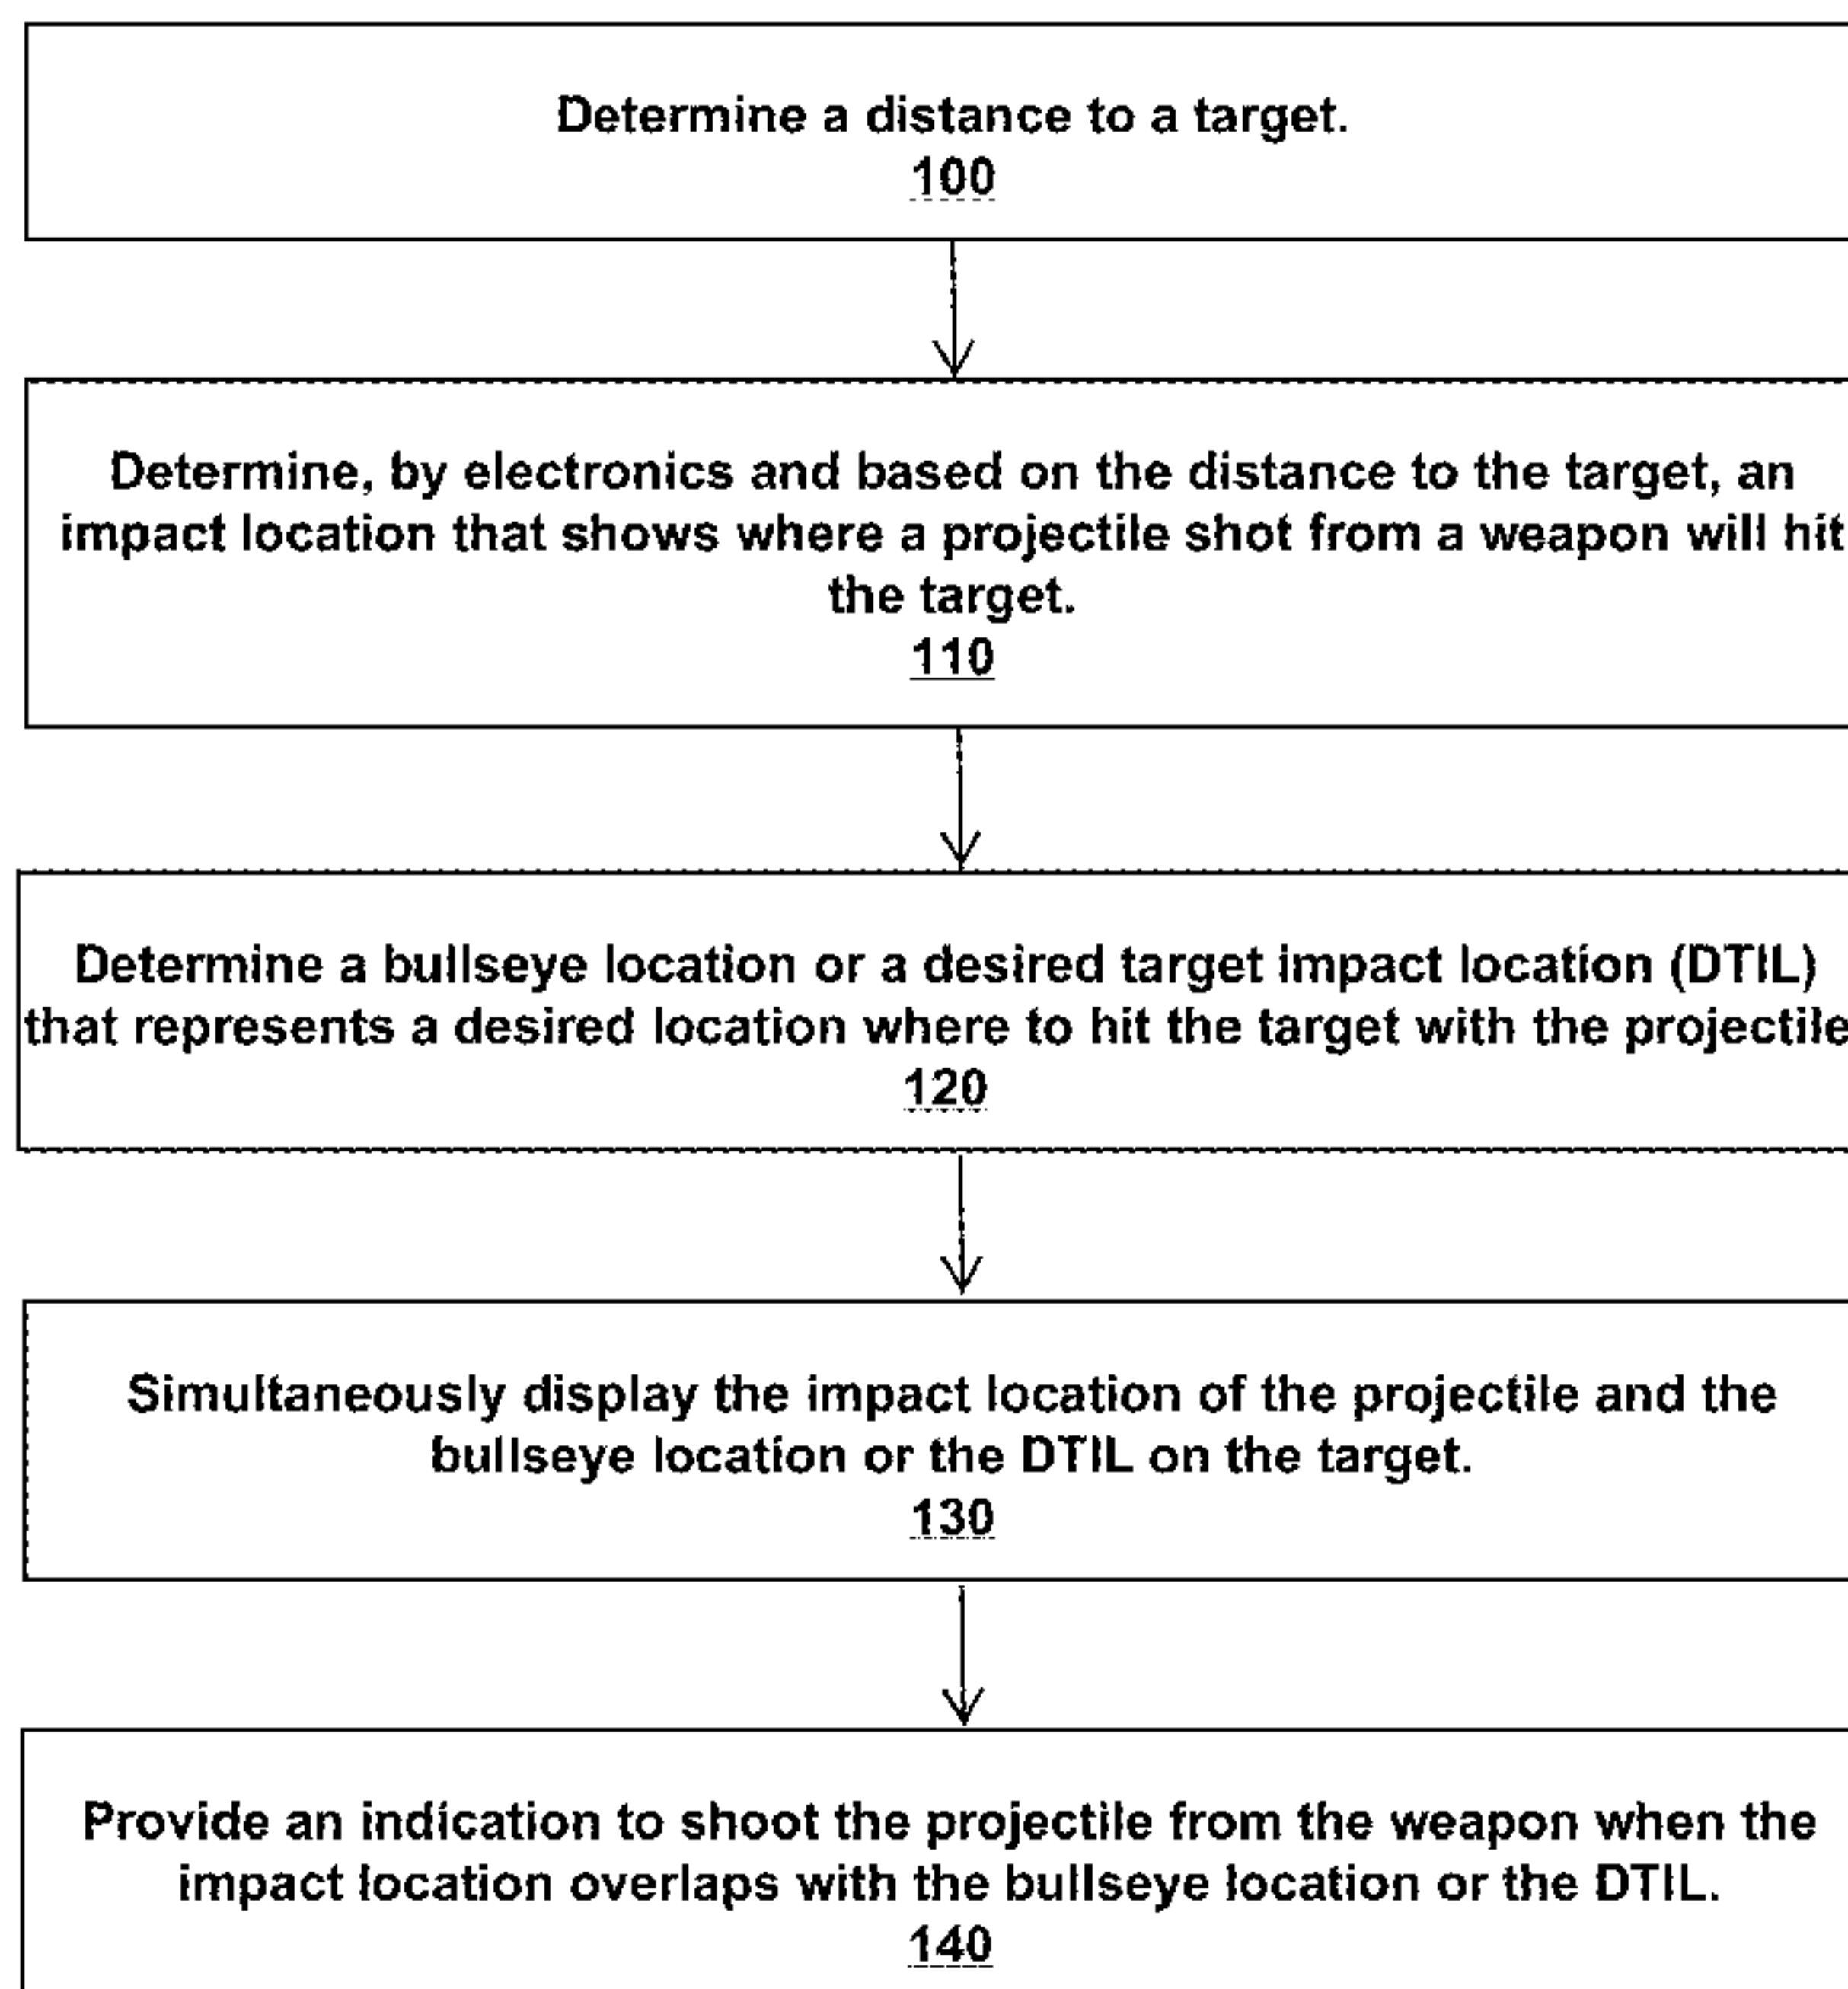 Determine a distance to a target.
100
Determine, by electronics and based on the distance to the target, an
impact location that shows where a projectile shot from a weapon will hit
the target.
110
Determine a bullseye location or a desired target impact location (DTIL)
that represents a desired location where to hit the target with the projectile
120
Simultaneously display the impact location of the projectile and the
bullseye location or the DTIL on the target.
130
Provide an indication to shoot the projectile from the weapon when the
impact location overlaps with the bullseye location or the DTIL.
140